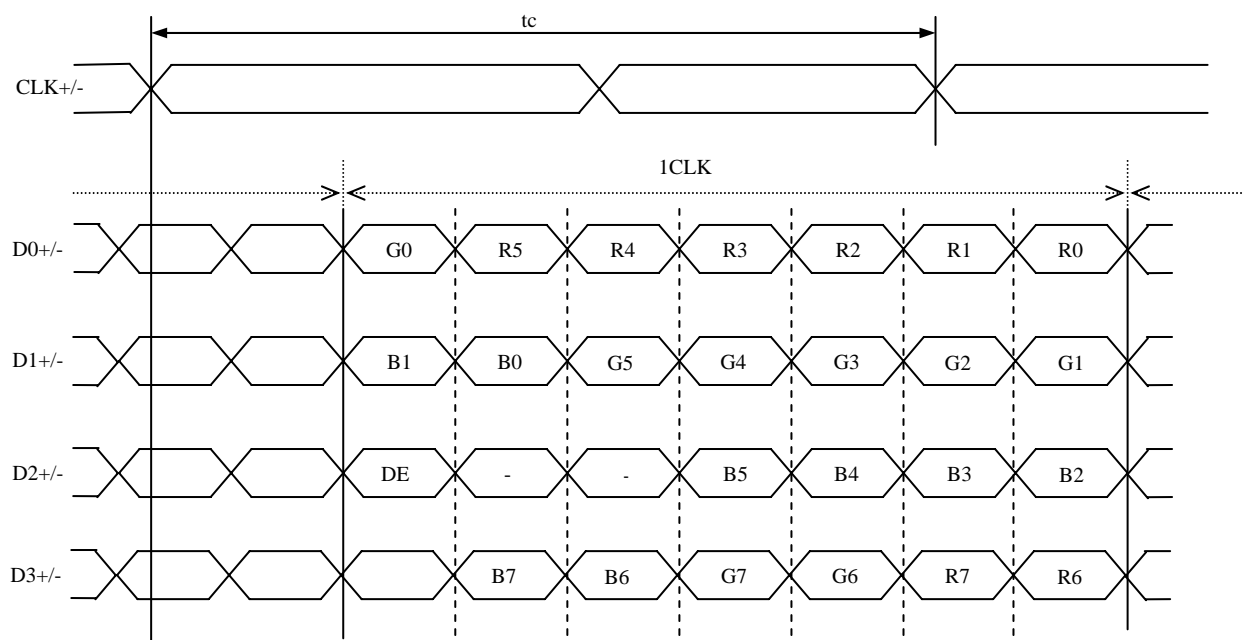 tc
CLK+/-
1CLK
D0+/- G0 R5 R4 R3 R2 R1 R0
D1+/- B1 B0 G5 G4 G3 G2 G1
D2+/- DE - - B5 B4 B3 B2
D3+/- B7 B6 G7 G6 R7 R6